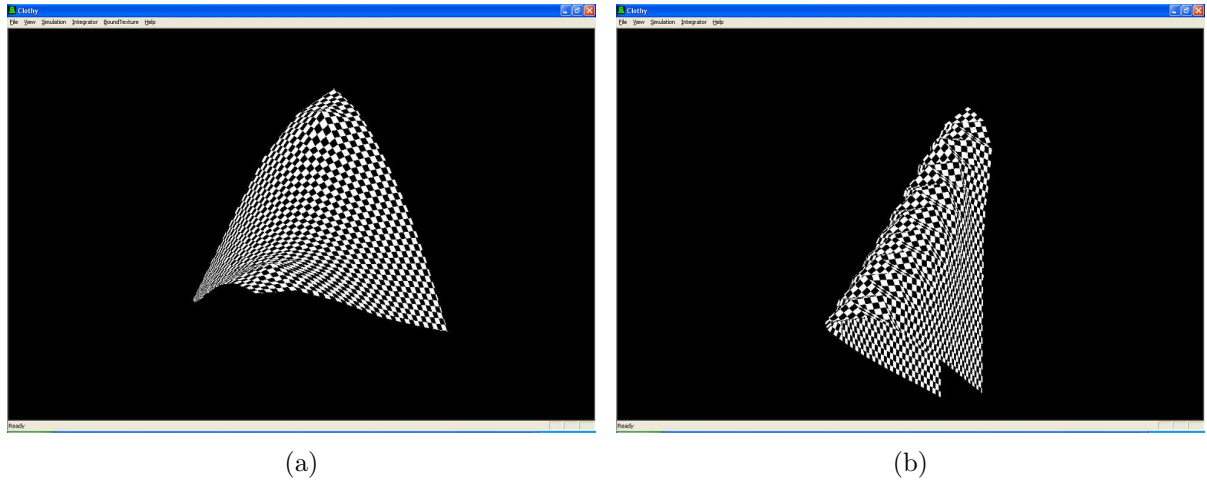 Clothy
File View Simulation Integrator BoundTexture Help
Ready
(a)
Clothy
File View Simulation Integrator Help
Ready
(b)